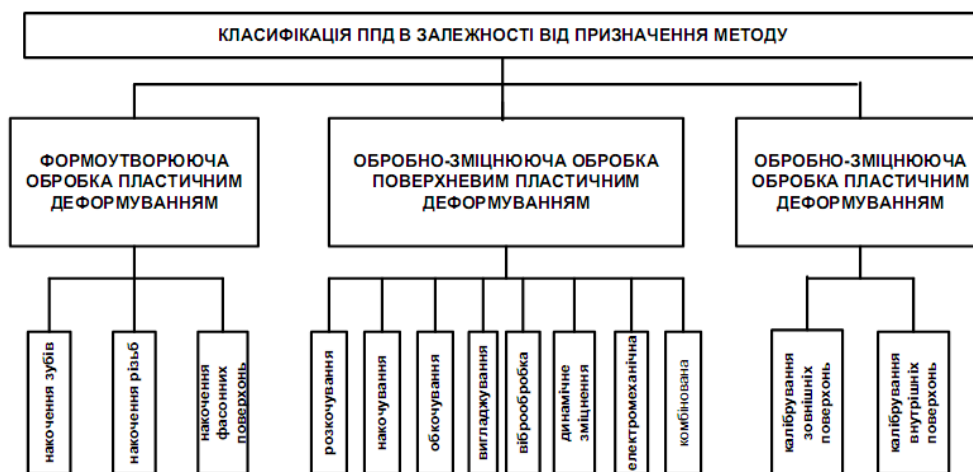 КЛАСИФІКАЦІЯ ППД В ЗАЛЕЖНОСТІ ВІД ПРИЗНАЧЕННЯ МЕТОДУ
ФОРМОУТВОРЮЮЧА
ОБРОБКА ПЛАСТИЧНИМ
ДЕФОРМУВАННЯМ
ОБРОБНО-ЗМІЦНЮЮЧА ОБРОБКА
ПОВЕРХНЕВИМ ПЛАСТИЧНИМ
ДЕФОРМУВАННЯМ
ОБРОБНО-ЗМІЦНЮЮЧА
ОБРОБКА ПЛАСТИЧНИМ
ДЕФОРМУВАННЯМ
накочення зубів
накочення різьб
накочення
фасонних
поверхонь
розкочування
накочування
обкочування
вигладжування
віброобробка
динамічне
зміцнення
електромеханічна
комбінована
калібрування
зовнішніх
поверхонь
калібрування
внутрішніх
поверхонь